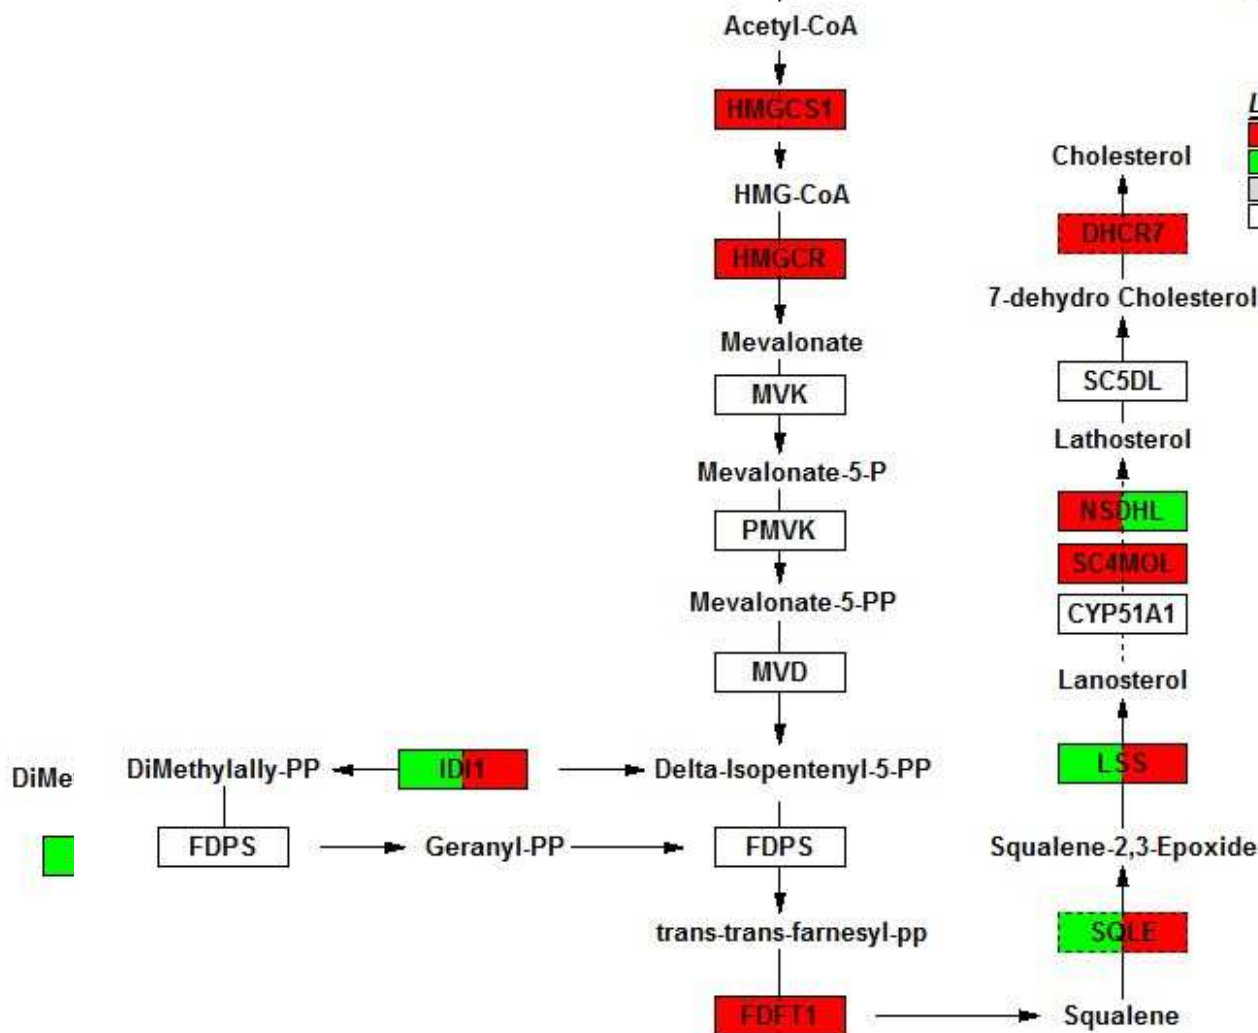 Acetyl-CoA
HMGCS1
HMG-CoA
HMGCR
Mevalonate
MVK
Mevalonate-5-P
PMVK
Mevalonate-5-PP
MVD
DiMe
DiMethylally-PP
IDI1
Delta-Isopentenyl-5-PP
FDPS
Geranyl-PP
FDPS
trans-trans-farnesyl-pp
FDFT1
Cholesterol
DHCR7
7-dehydro Cholesterol
SC5DL
Lathosterol
NSDHL
SC4MOL
CYP51A1
Lanosterol
LSS
Squalene-2,3-Epoxide
SQLE
Squalene
L